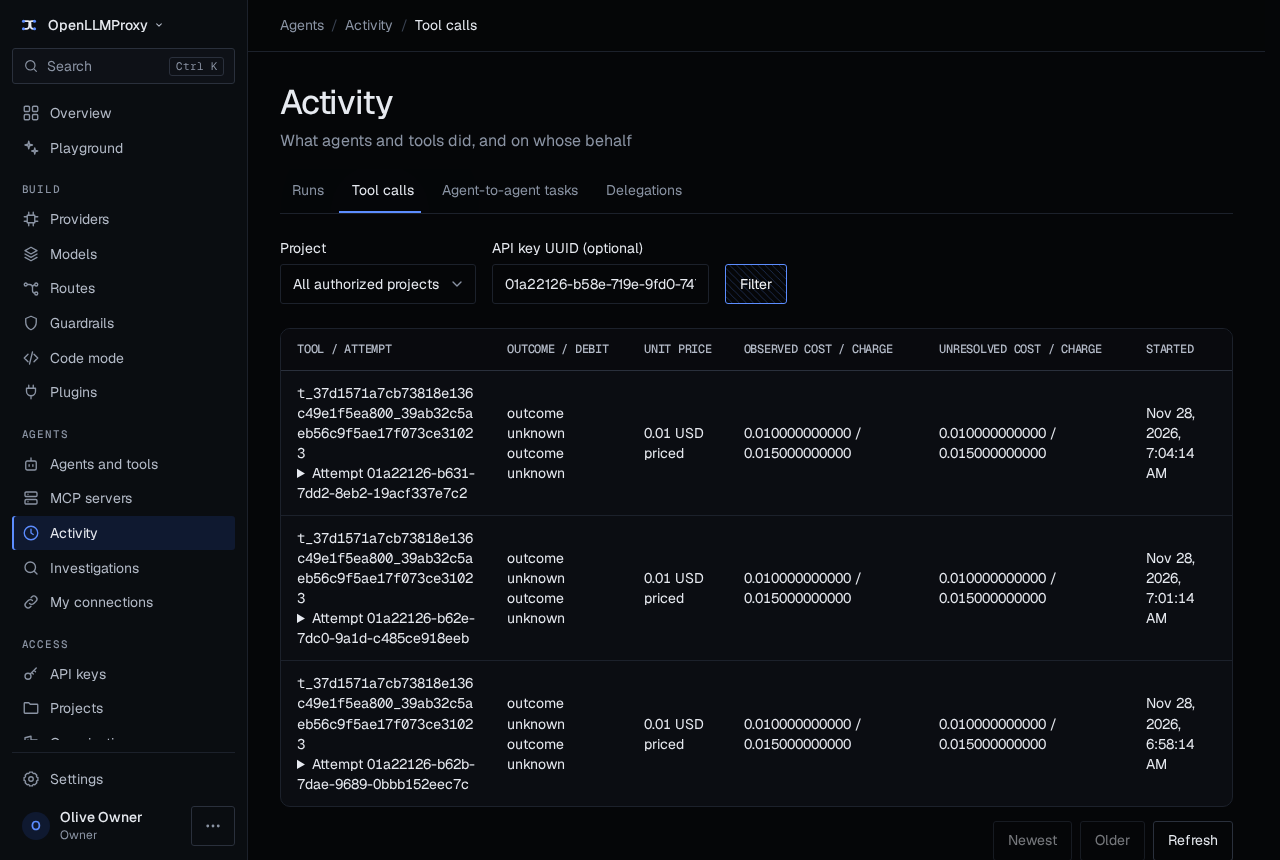 OpenLLMProxy
Search Ctrl K
Overview
Playground
BUILD
Providers
Models
Routes
Guardrails
Code mode
Plugins
AGENTS
Agents and tools
MCP servers
Activity
Investigations
My connections
ACCESS
API keys
Projects
Settings
O
Olive Owner
Owner
Agents / Activity / Tool calls
Activity
What agents and tools did, and on whose behalf
Runs Tool calls Agent-to-agent tasks Delegations
Project API key UUID (optional)
All authorized projects 01a22126-b58e-719e-9fd0-74 Filter
TOOL / ATTEMPT OUTCOME / DEBIT UNIT PRICE OBSERVED COST / CHARGE UNRESOLVED COST / CHARGE STARTED
t_37d1571a7cb73818e136
c49e1f5ea800_39ab32c5a
eb56c9f5ae17f073ce3102
3
Attempt 01a22126-b631-
7dd2-8eb2-19acf337e7c2
outcome
unknown
outcome
unknown
0.01 USD
priced
0.010000000000 /
0.015000000000
0.010000000000 /
0.015000000000
Nov 28,
2026,
7:04:14
AM
t_37d1571a7cb73818e136
c49e1f5ea800_39ab32c5a
eb56c9f5ae17f073ce3102
3
Attempt 01a22126-b62e-
7dc0-9a1d-c485ce918eeb
outcome
unknown
outcome
unknown
0.01 USD
priced
0.010000000000 /
0.015000000000
0.010000000000 /
0.015000000000
Nov 28,
2026,
7:01:14
AM
t_37d1571a7cb73818e136
c49e1f5ea800_39ab32c5a
eb56c9f5ae17f073ce3102
3
Attempt 01a22126-b62b-
7dae-9689-0bbb152eec7c
outcome
unknown
outcome
unknown
0.01 USD
priced
0.010000000000 /
0.015000000000
0.010000000000 /
0.015000000000
Nov 28,
2026,
6:58:14
AM
Newest Older Refresh